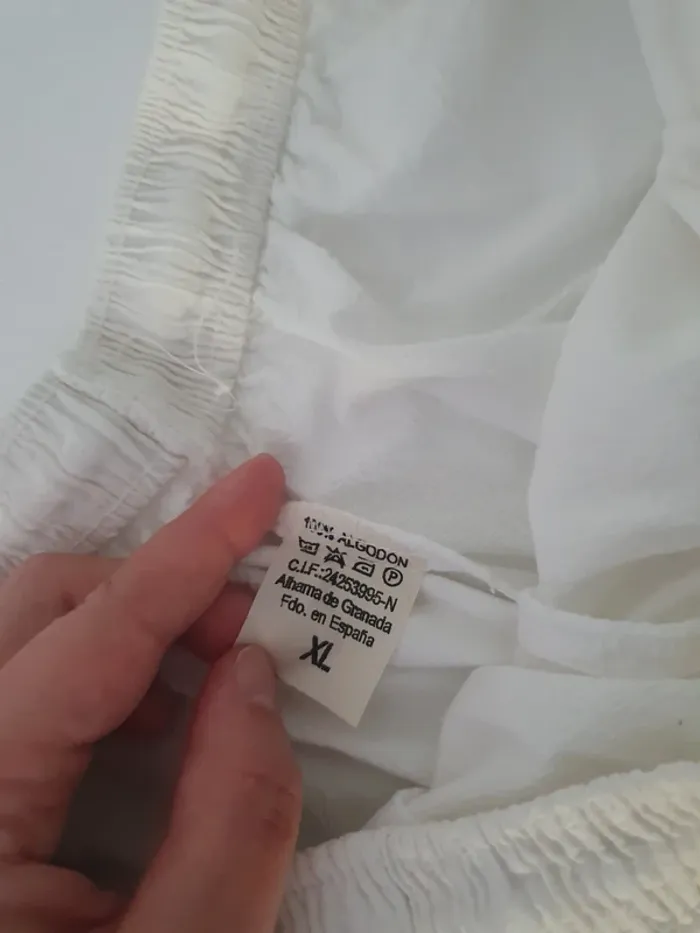 100% ALGODON
P
C.I.F.:24253995-N
Alhama de Granada
Fdo. en España
XL